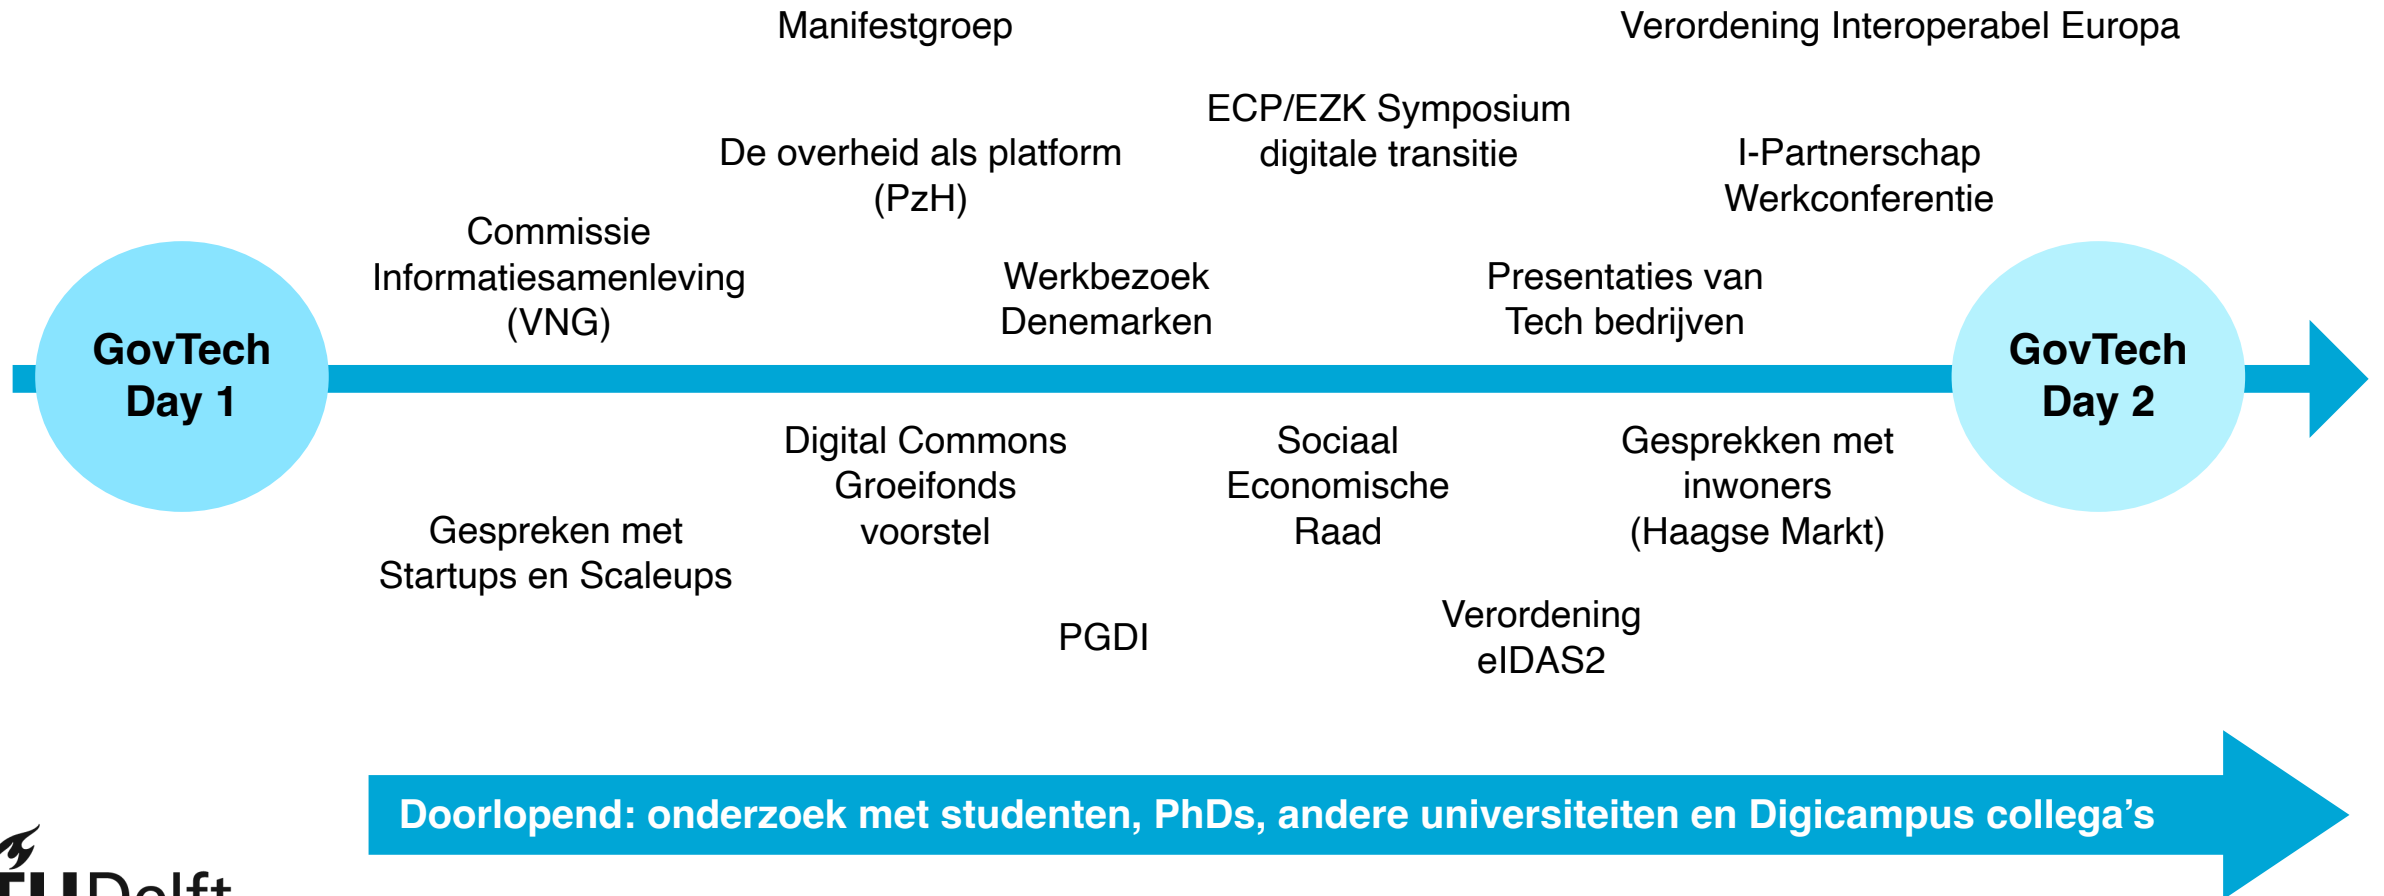 Manifestgroep
Verordening Interoperabel Europa
ECP/EZK Symposium
digitale transitie
De overheid als platform
(PzH)
I-Partnerschap
Werkconferentie
Commissie
Informatiesamenleving
(VNG)
Werkbezoek
Denemarken
Presentaties van
Tech bedrijven
GovTech
Day 1
GovTech
Day 2
Digital Commons
Groeifonds
voorstel
Sociaal
Economische
Raad
Gesprekken met
inwoners
(Haagse Markt)
Gespreken met
Startups en Scaleups
PGDI
Verordening
eIDAS2
Doorlopend: onderzoek met studenten, PhDs, andere universiteiten en Digicampus collega’s
TUDelft